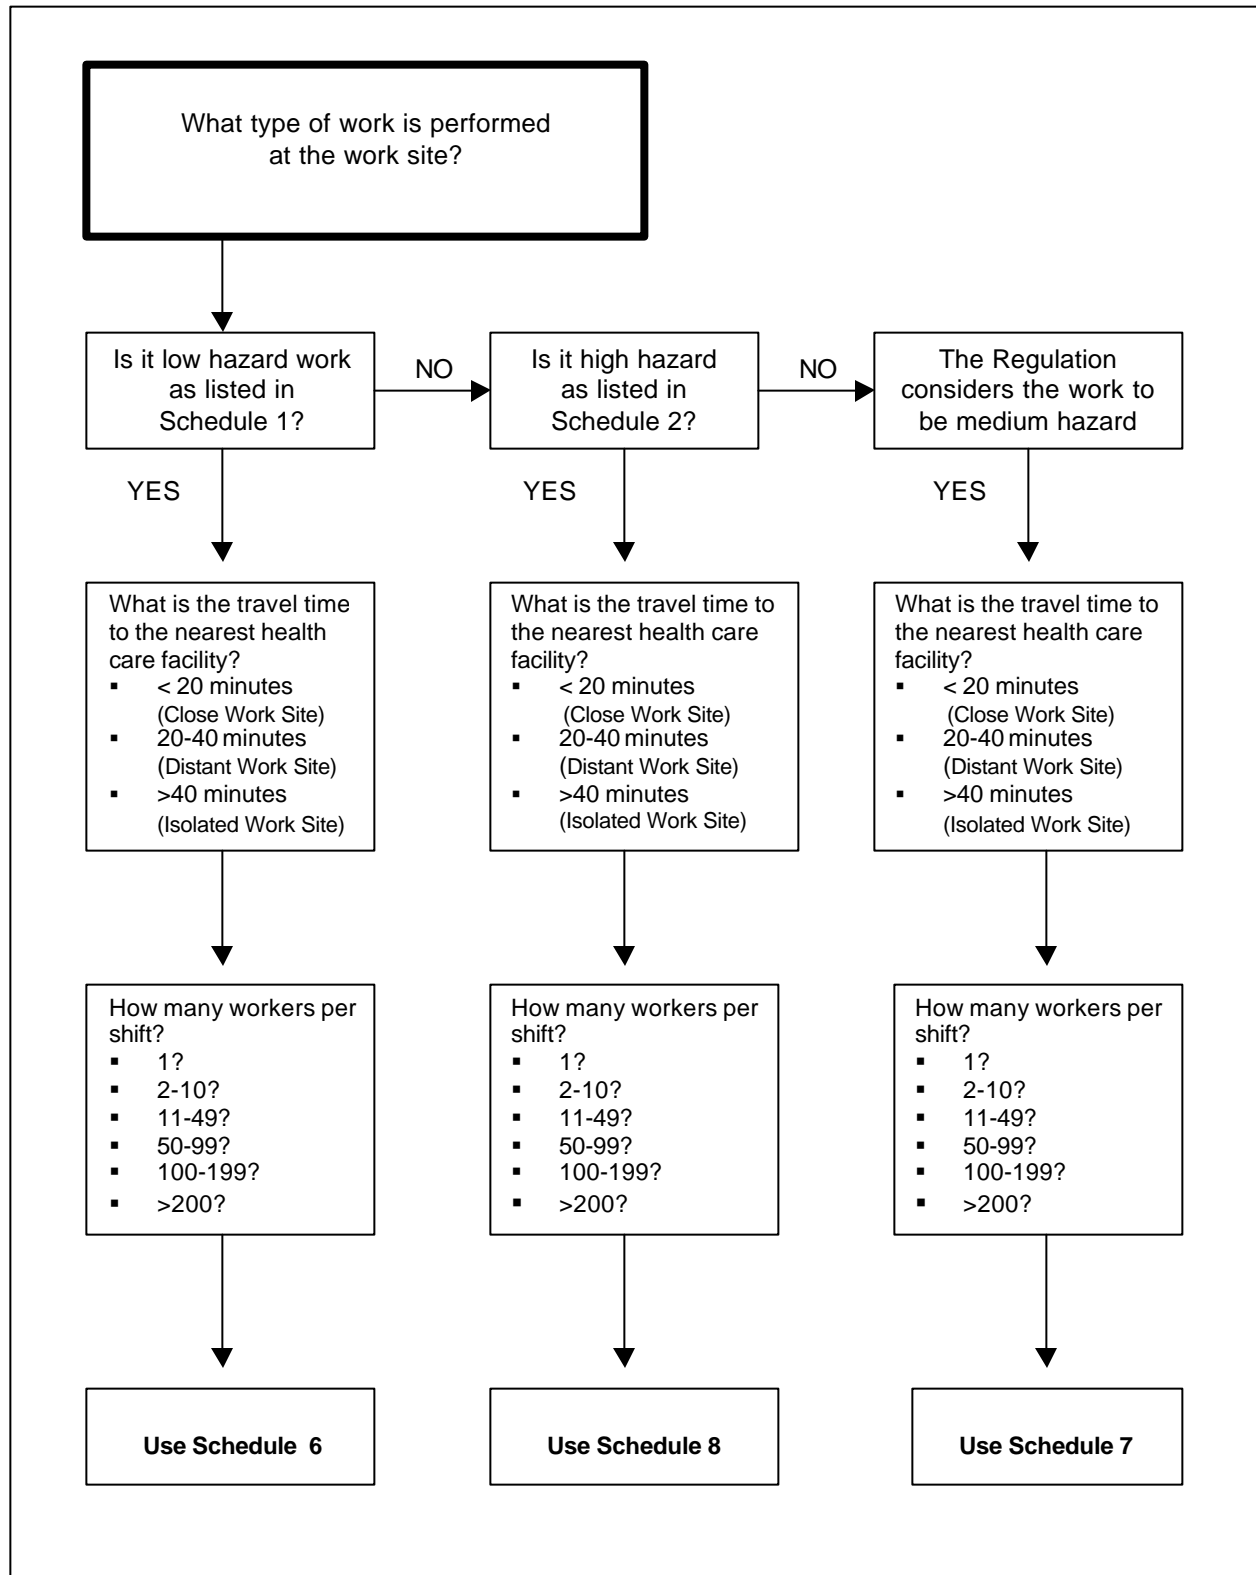 What type of work is performed
at the work site?
Is it low hazard work
as listed in
Schedule 1?
NO
Is it high hazard
as listed in
Schedule 2?
NO
The Regulation
considers the work to
be medium hazard
YES
YES
YES
What is the travel time
to the nearest health
care facility?
▪ < 20 minutes
(Close Work Site)
▪ 20-40 minutes
(Distant Work Site)
▪ >40 minutes
(Isolated Work Site)
What is the travel time to
the nearest health care
facility?
▪ < 20 minutes
(Close Work Site)
▪ 20-40 minutes
(Distant Work Site)
▪ >40 minutes
(Isolated Work Site)
What is the travel time to
the nearest health care
facility?
▪ < 20 minutes
(Close Work Site)
▪ 20-40 minutes
(Distant Work Site)
▪ >40 minutes
(Isolated Work Site)
How many workers per
shift?
▪ 1?
▪ 2-10?
▪ 11-49?
▪ 50-99?
▪ 100-199?
▪ >200?
How many workers per
shift?
▪ 1?
▪ 2-10?
▪ 11-49?
▪ 50-99?
▪ 100-199?
▪ >200?
How many workers per
shift?
▪ 1?
▪ 2-10?
▪ 11-49?
▪ 50-99?
▪ 100-199?
▪ >200?
Use Schedule 6
Use Schedule 8
Use Schedule 7